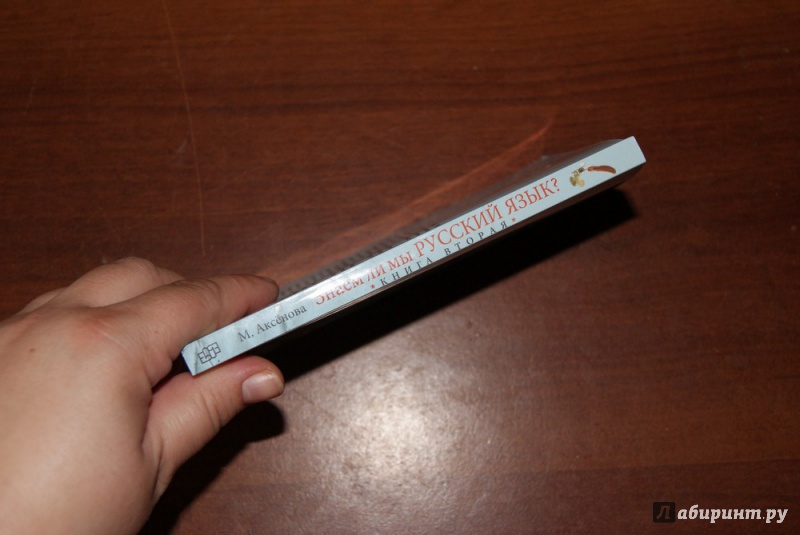 М. Аксёнова
Знаем ли мы РУССКИЙ ЯЗЫК?
* КНИГА ВТОРАЯ *
Лабиринт.ру